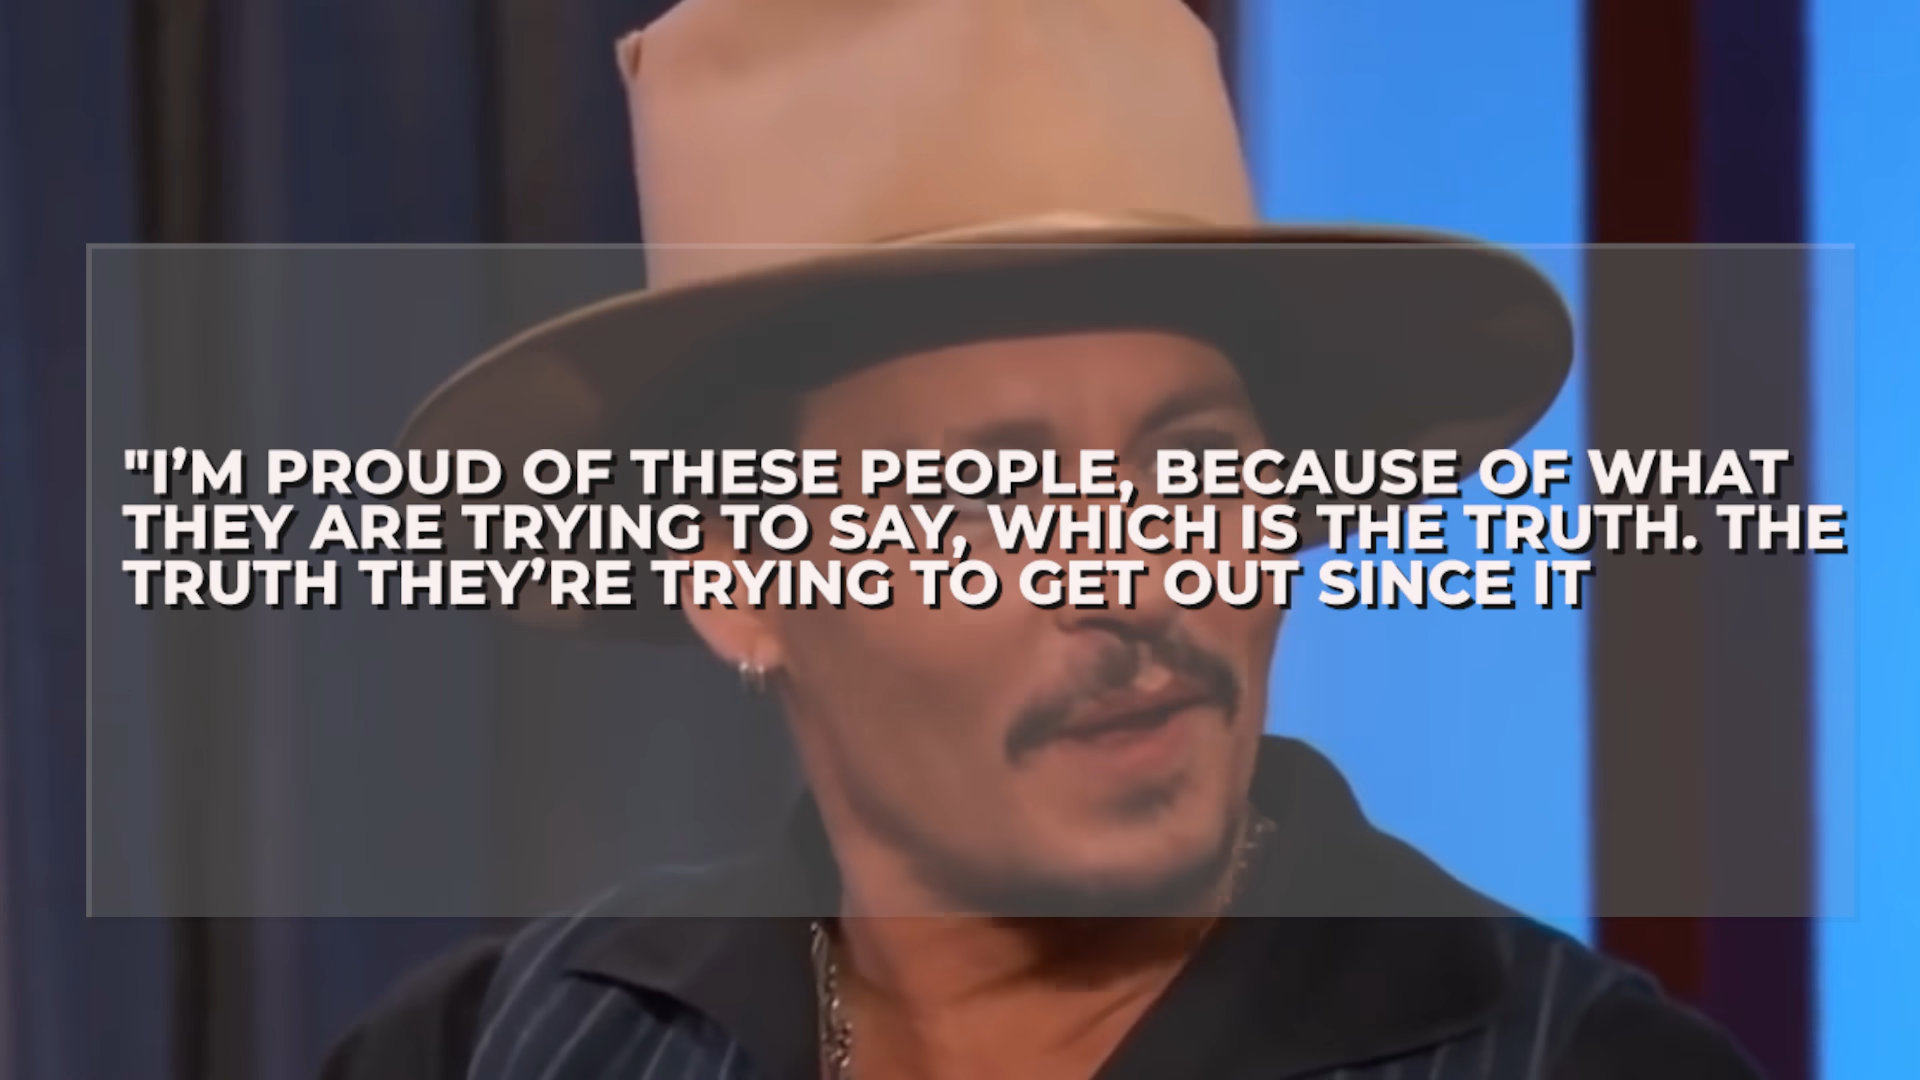 "I’M PROUD OF THESE PEOPLE, BECAUSE OF WHAT
THEY ARE TRYING TO SAY, WHICH IS THE TRUTH. THE
TRUTH THEY’RE TRYING TO GET OUT SINCE IT